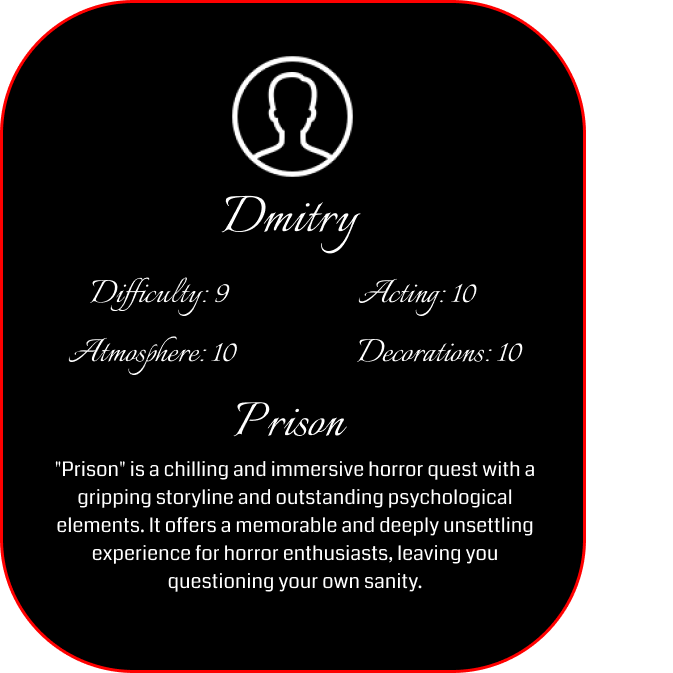 Dmitry
Difficulty: 9 Acting: 10
Atmosphere: 10 Decorations: 10
Prison
"Prison" is a chilling and immersive horror quest with a
gripping storyline and outstanding psychological
elements. It offers a memorable and deeply unsettling
experience for horror enthusiasts, leaving you
questioning your own sanity.